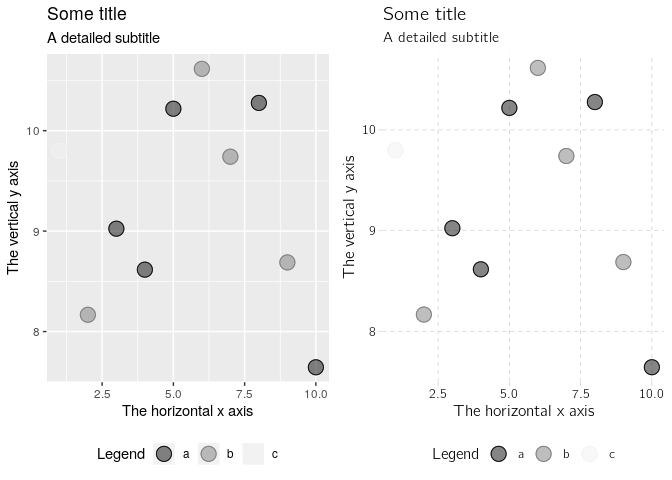 Some title
A detailed subtitle
The vertical y axis
10
9
8
2.5 5.0 7.5 10.0
The horizontal x axis
Legend a b c
Some title
A detailed subtitle
The vertical y axis
10
9
8
2.5 5.0 7.5 10.0
The horizontal x axis
Legend a b c